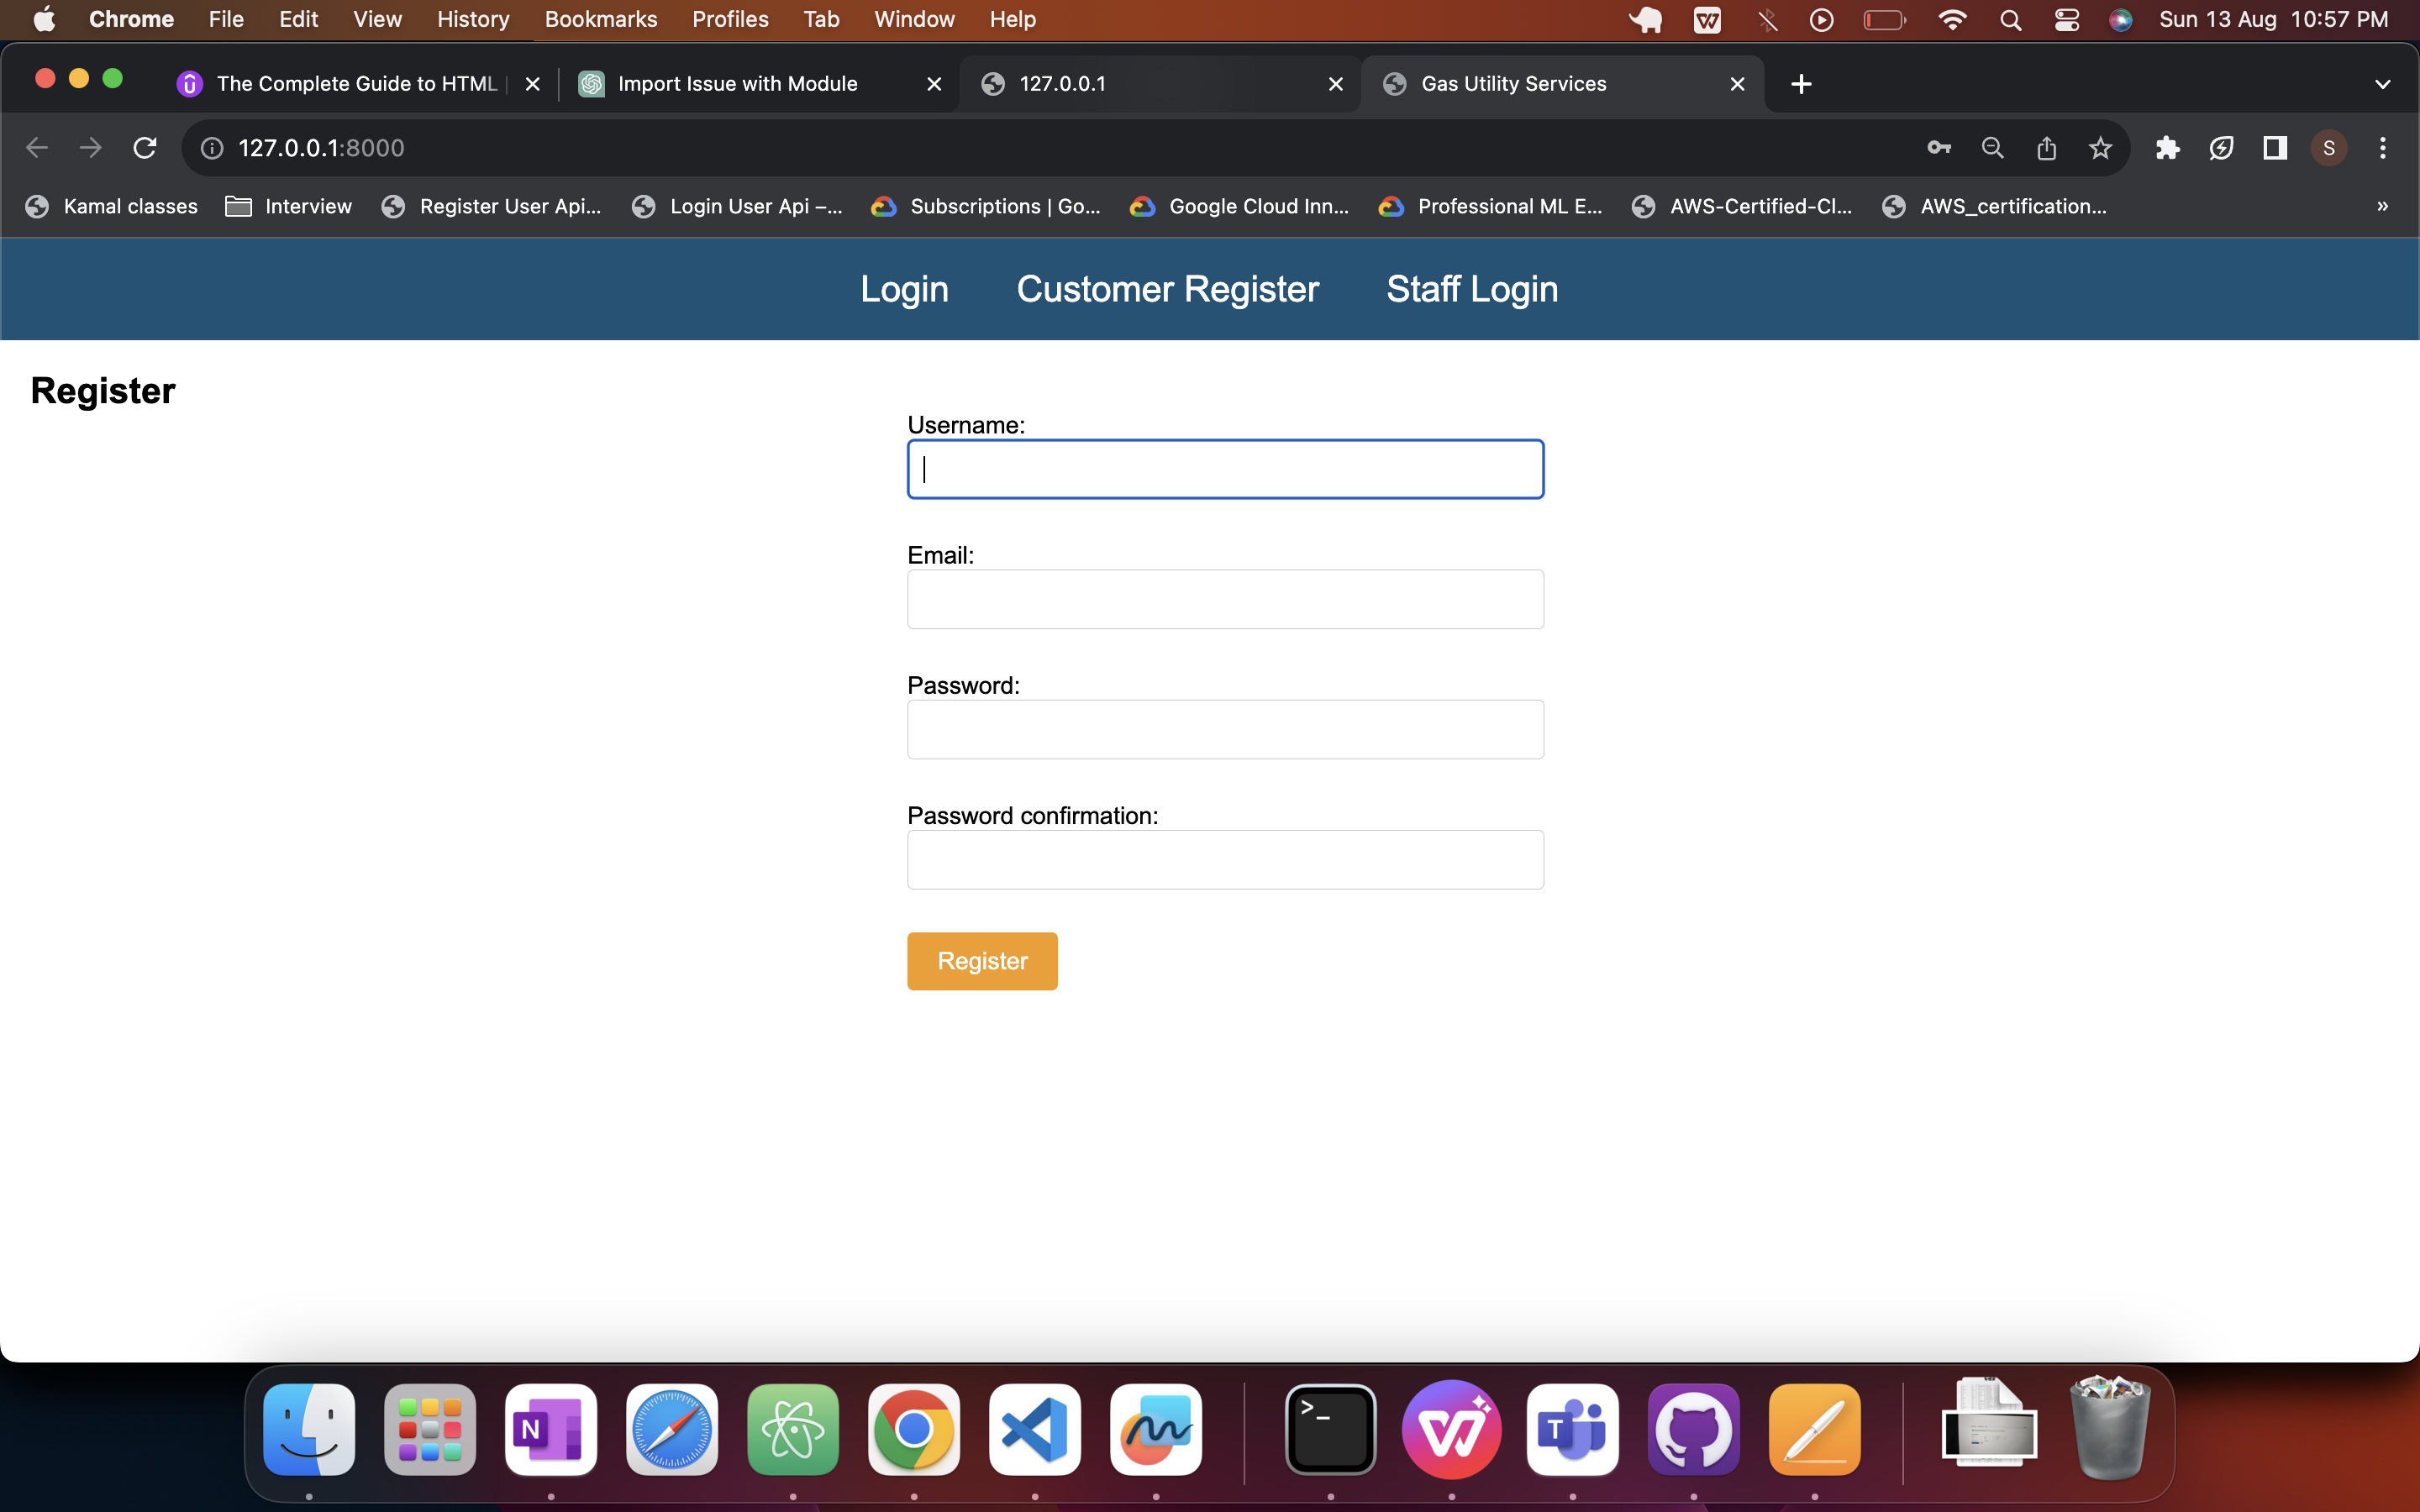 Chrome File Edit View History Bookmarks Profiles Tab Window Help Sun 13 Aug 10:57 PM
The Complete Guide to HTML Import Issue with Module 127.0.0.1 Gas Utility Services
127.0.0.1:8000 S
Kamal classes Interview Register User Api... Login User Api –... Subscriptions | Go... Google Cloud Inn... Professional ML E... AWS-Certified-Cl... AWS_certification... »
Login Customer Register Staff Login
Register
Username:
Email:
Password:
Password confirmation:
Register
N >_ T